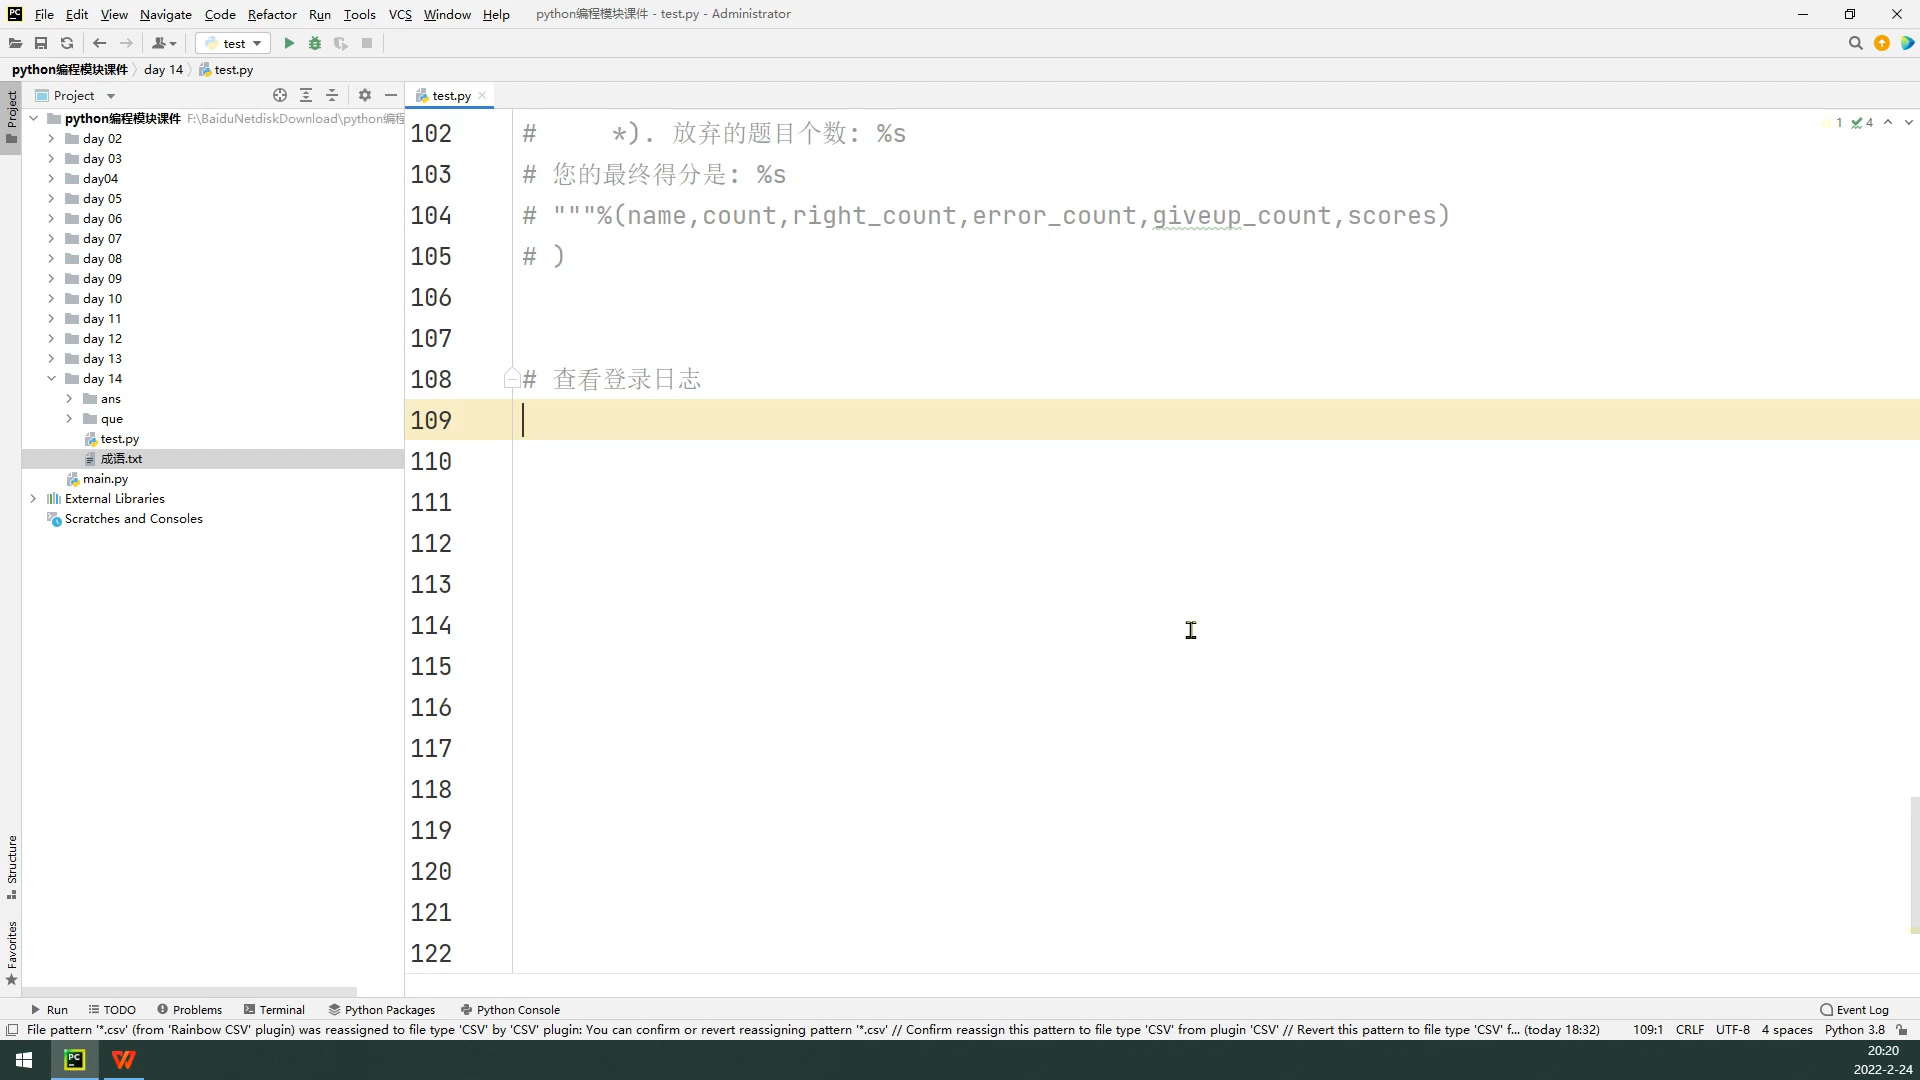 File Edit View Navigate Code Refactor Run Tools VCS Window Help python编程模块课件 - test.py - Administrator
test
python编程模块课件 day 14 test.py
Project
Project
test.py
python编程模块课件 F:\BaiduNetdiskDownload\python编程
day 02
day 03
day04
day 05
day 06
day 07
day 08
day 09
day 10
day 11
day 12
day 13
day 14
ans
que
test.py
成语.txt
main.py
External Libraries
Scratches and Consoles
102 # *). 放弃的题目个数: %s
103 # 您的最终得分是: %s
104 # """%(name,count,right_count,error_count,giveup_count,scores)
105 # )
106
107
108 # 查看登录日志
109
110
111
112
113
114
115
116
117
118
119
120
121
122
1 4
Structure
Favorites
Run TODO Problems Terminal Python Packages Python Console Event Log
File pattern '*.csv' (from 'Rainbow CSV' plugin) was reassigned to file type 'CSV' by 'CSV' plugin: You can confirm or revert reassigning pattern '*.csv' // Confirm reassign this pattern to file type 'CSV' from plugin 'CSV' // Revert this pattern to file type 'CSV' f... (today 18:32) 109:1 CRLF UTF-8 4 spaces Python 3.8
20:20
2022-2-24